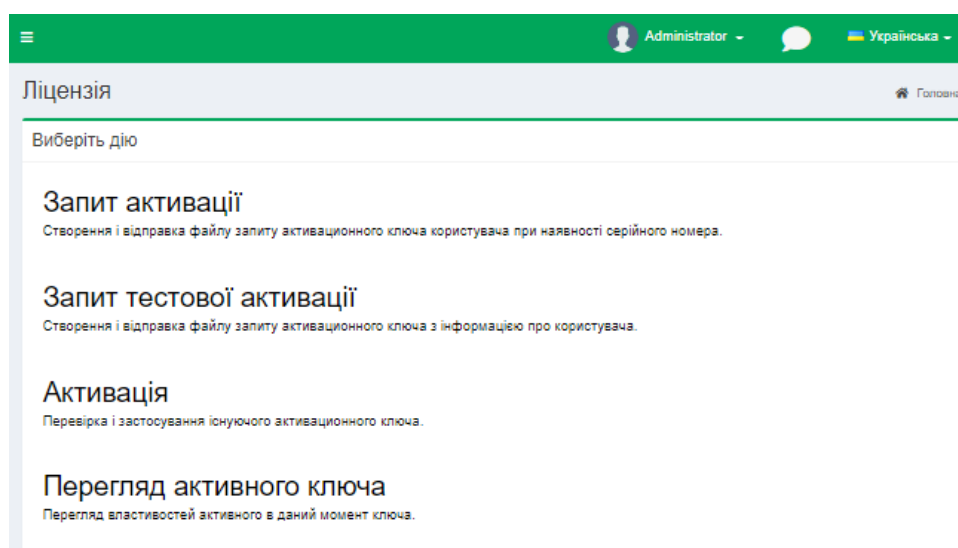 Administrator
Українська
Ліцензія
Головна
Виберіть дію
Запит активації
Створення і відправка файлу запиту активационного ключа користувача при наявності серійного номера.
Запит тестової активації
Створення і відправка файлу запиту активационного ключа з інформацією про користувача.
Активація
Перевірка і застосування існуючого активационного ключа.
Перегляд активного ключа
Перегляд властивостей активного в даний момент ключа.